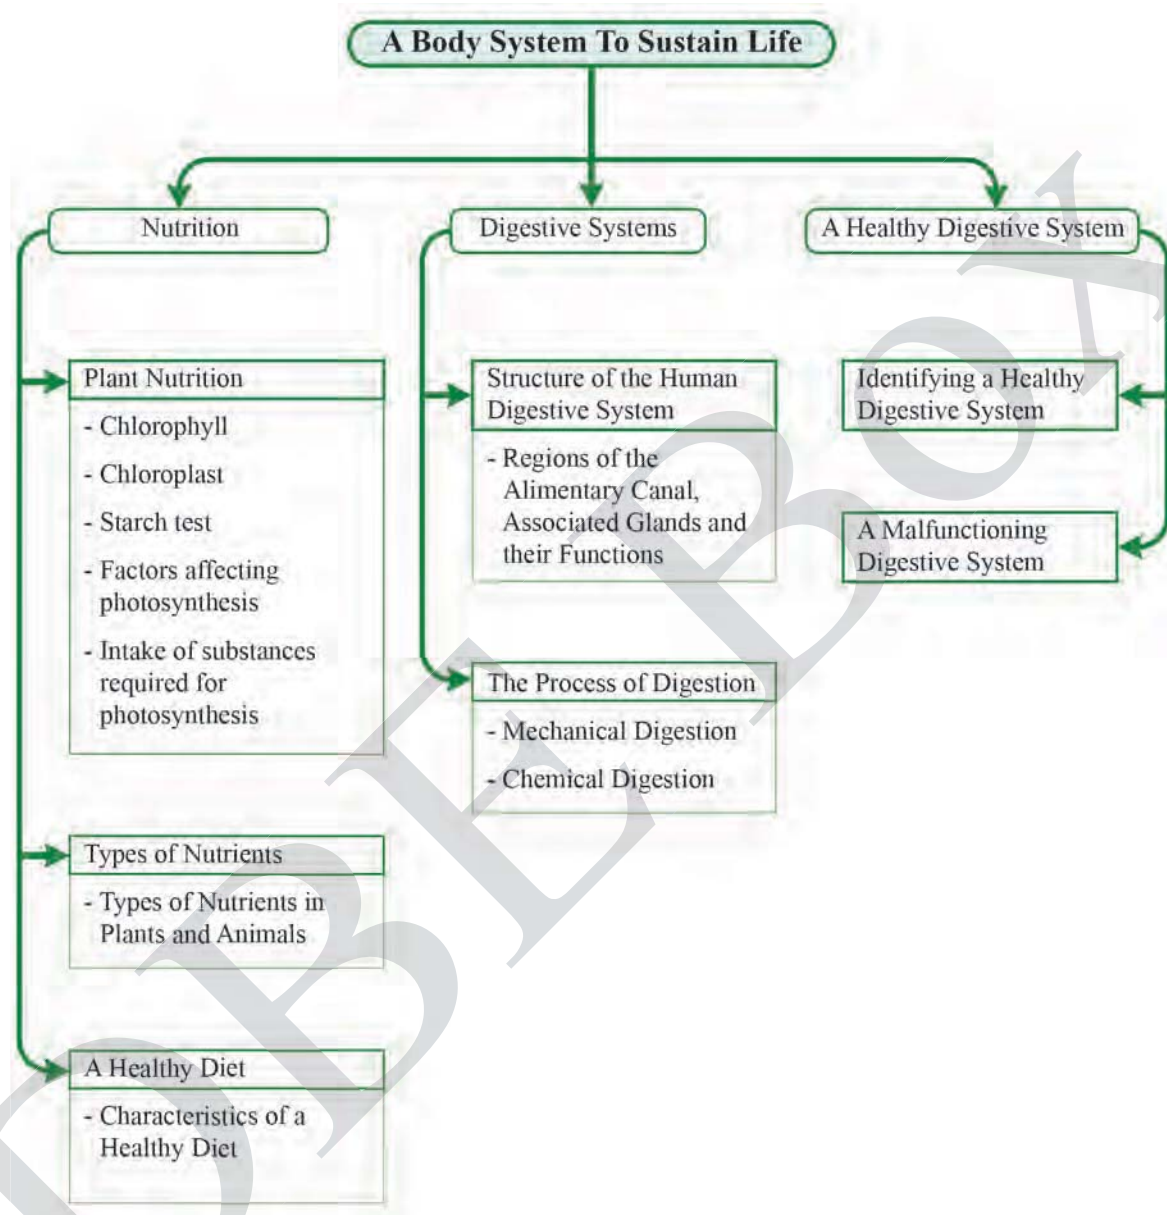 A Body System To Sustain Life
Nutrition
Digestive Systems
A Healthy Digestive System
Plant Nutrition
- Chlorophyll
- Chloroplast
- Starch test
- Factors affecting
photosynthesis
- Intake of substances
required for
photosynthesis
Types of Nutrients
- Types of Nutrients in
Plants and Animals
A Healthy Diet
- Characteristics of a
Healthy Diet
Structure of the Human
Digestive System
- Regions of the
Alimentary Canal,
Associated Glands and
their Functions
The Process of Digestion
- Mechanical Digestion
- Chemical Digestion
Identifying a Healthy
Digestive System
A Malfunctioning
Digestive System
DBE Box